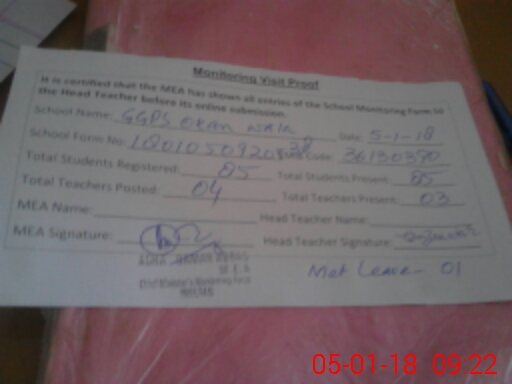 Monitoring Visit Proof
It is certified that the MEA has shown all entries of the School Monitoring Form to
the Head Teacher before its online submission.
School Name: GGPS Date: 5-1-18
School Form No: Code: 36130390
Total Students Registered: 85 Total Students Present: 85
Total Teachers Posted: 04 Total Teachers Present: 03
MEA Name: Head Teacher Name:
MEA Signature: Head Teacher Signature:
M E A
Mat Leave - 01
05-01-18 09:22